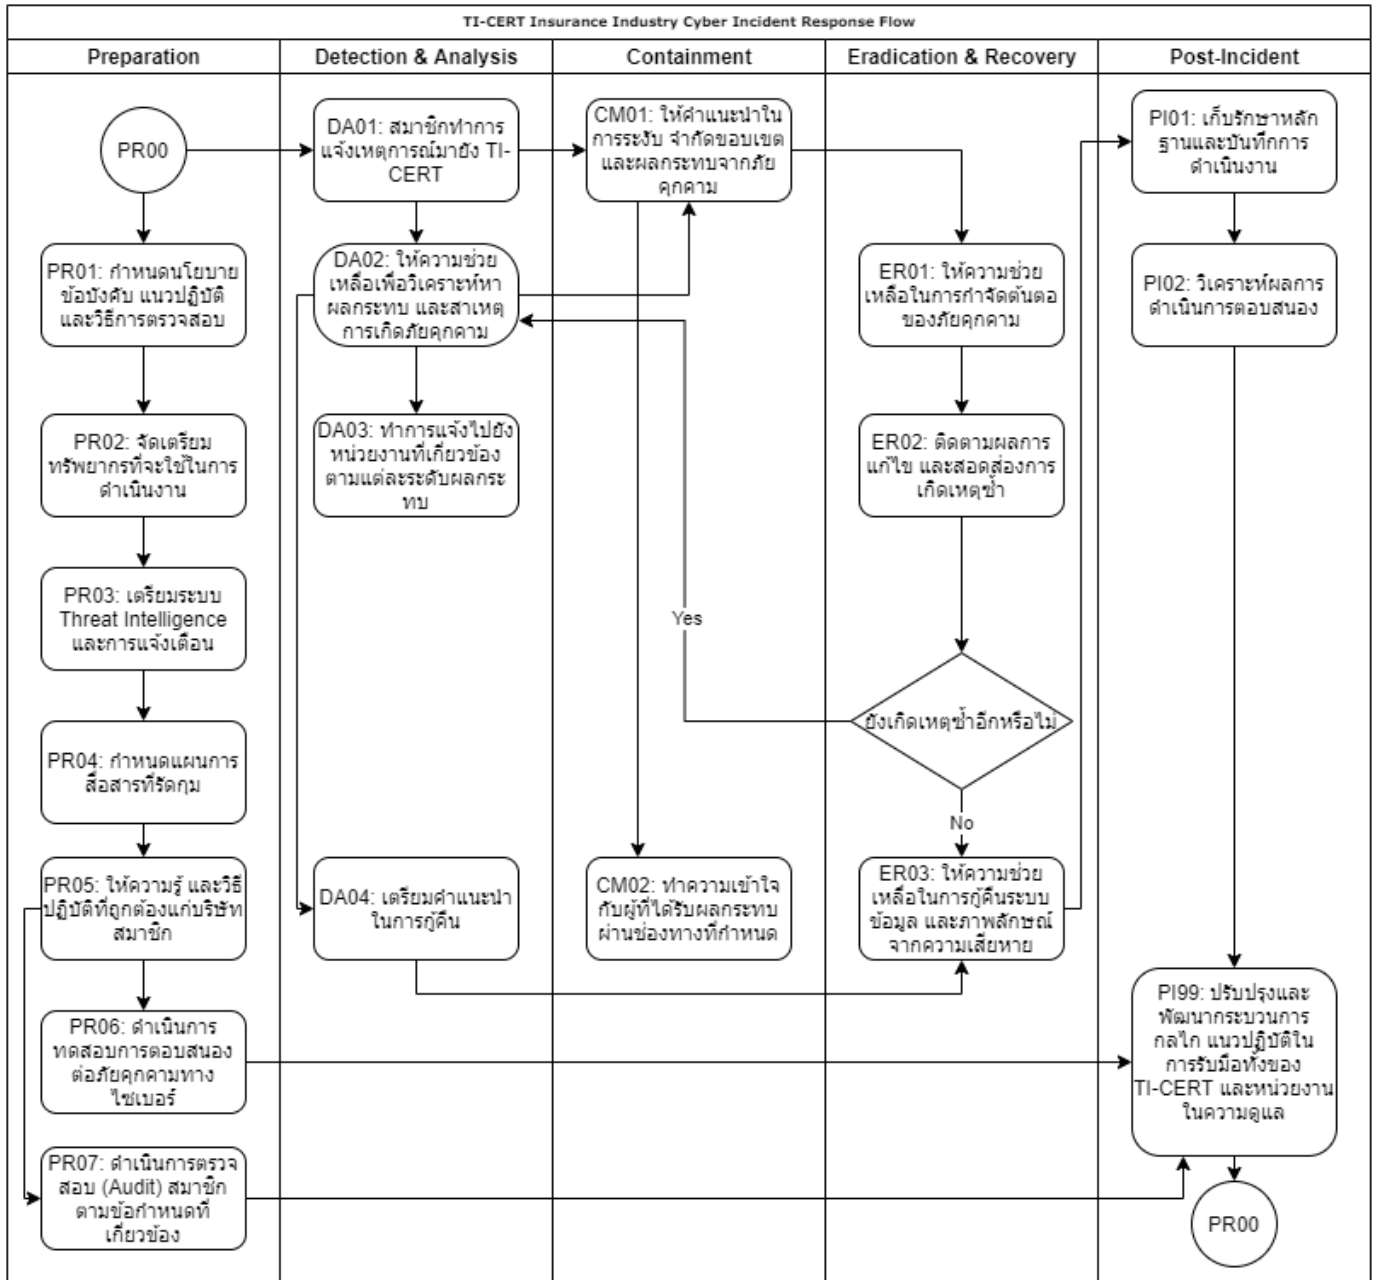 TI-CERT Insurance Industry Cyber Incident Response Flow
Preparation
Detection & Analysis
Containment
Eradication & Recovery
Post-Incident
PR00
PR01: กำหนดนโยบาย
ข้อบังคับ แนวปฏิบัติ
และวิธีการตรวจสอบ
PR02: จัดเตรียม
ทรัพยากรที่จะใช้ในการ
ดำเนินงาน
PR03: เตรียมระบบ
Threat Intelligence
และการแจ้งเตือน
PR04: กำหนดแผนการ
สื่อสารที่รัดกุม
PR05: ให้ความรู้ และวิธี
ปฏิบัติที่ถูกต้องแก่บริษัท
สมาชิก
PR06: ดำเนินการ
ทดสอบการตอบสนอง
ต่อภัยคุกคามทาง
ไซเบอร์
PR07: ดำเนินการตรวจ
สอบ (Audit) สมาชิก
ตามข้อกำหนดที่
เกี่ยวข้อง
DA01: สมาชิกทำการ
แจ้งเหตุการณ์มายัง TI-
CERT
DA02: ให้ความช่วย
เหลือเพื่อวิเคราะห์หา
ผลกระทบ และสาเหตุ
การเกิดภัยคุกคาม
DA03: ทำการแจ้งไปยัง
หน่วยงานที่เกี่ยวข้อง
ตามแต่ละระดับผลกระ
ทบ
DA04: เตรียมคำแนะนำ
ในการกู้คืน
CM01: ให้คำแนะนำใน
การระงับ จำกัดขอบเขต
และผลกระทบจากภัย
คุกคาม
Yes
CM02: ทำความเข้าใจ
กับผู้ที่ได้รับผลกระทบ
ผ่านช่องทางที่กำหนด
ER01: ให้ความช่วย
เหลือในการกำจัดต้นตอ
ของภัยคุกคาม
ER02: ติดตามผลการ
แก้ไข และสอดส่องการ
เกิดเหตุซ้ำ
ยังเกิดเหตุซ้ำอีกหรือไม่
No
ER03: ให้ความช่วย
เหลือในการกู้คืนระบบ
ข้อมูล และภาพลักษณ์
จากความเสียหาย
PI01: เก็บรักษาหลัก
ฐานและบันทึกการ
ดำเนินงาน
PI02: วิเคราะห์ผลการ
ดำเนินการตอบสนอง
PI99: ปรับปรุงและ
พัฒนากระบวนการ
กลไก แนวปฏิบัติใน
การรับมือทั้งของ
TI-CERT และหน่วยงาน
ในความดูแล
PR00